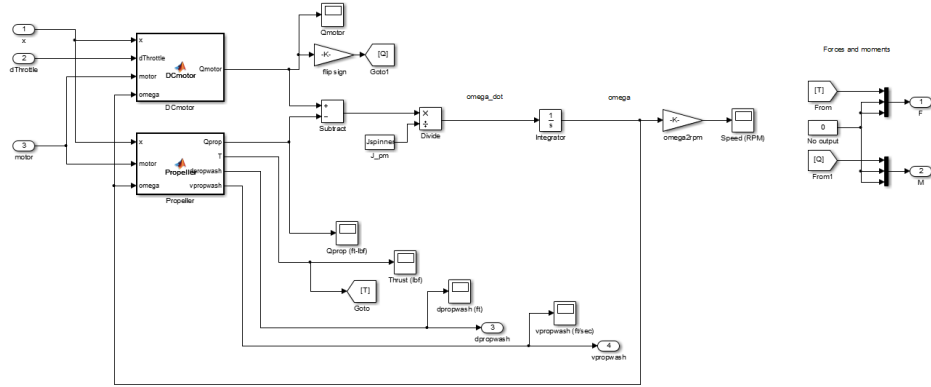 1
x
2
dThrottle
3
motor
x
dThrottle
motor
omega
DCmotor
Qmotor
DCmotor
x
motor
omega
Propeller
Qprop
T
dpropwash
vpropwash
Propeller
Qmotor
-K-
flip sign
[Q]
Goto1
+
−
Subtract
Jspinner
J_pm
×
÷
Divide
omega_dot
1
s
Integrator
omega
-K-
omega2rpm
Speed (RPM)
Qprop (ft-lbf)
Thrust (lbf)
[T]
Goto
dpropwash (ft)
3
dpropwash
vpropwash (ft/sec)
4
vpropwash
Forces and moments
[T]
From
0
No output
[Q]
From1
1
F
2
M